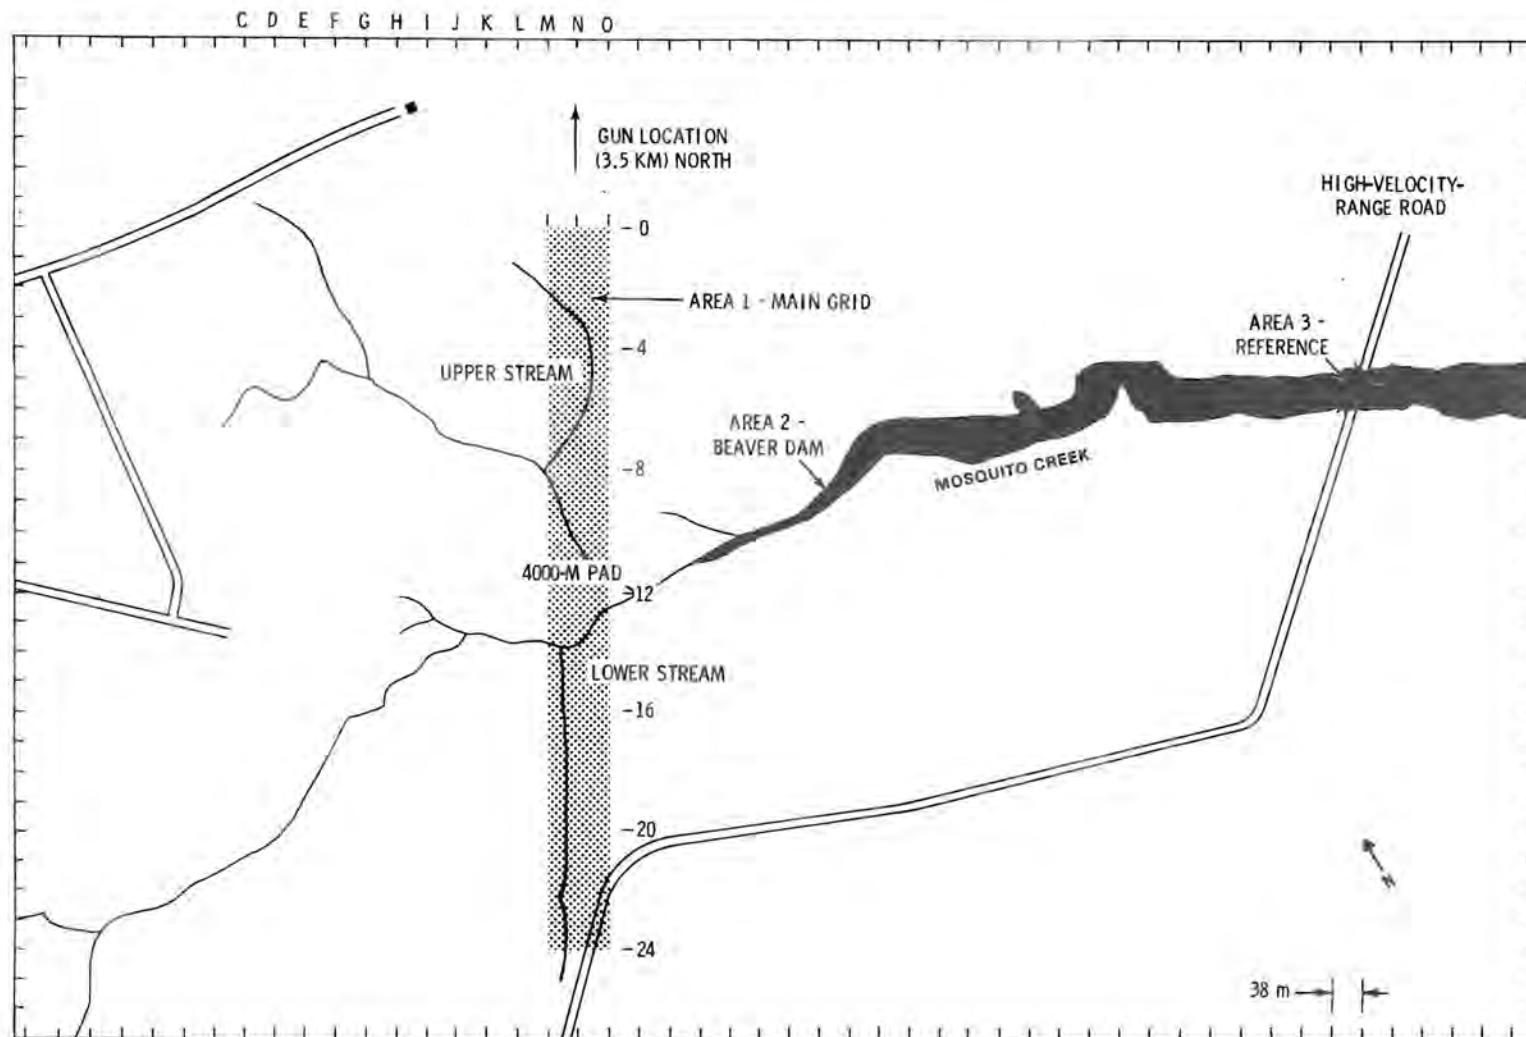 C D E F G H I J K L M N O
GUN LOCATION
(3.5 KM) NORTH
HIGH-VELOCITY-
RANGE ROAD
-0
AREA 1 - MAIN GRID
AREA 3 -
REFERENCE
-4
UPPER STREAM
AREA 2 -
BEAVER DAM
-8
MOSQUITO CREEK
4000-M PAD
-12
LOWER STREAM
-16
-20
N
-24
38 m